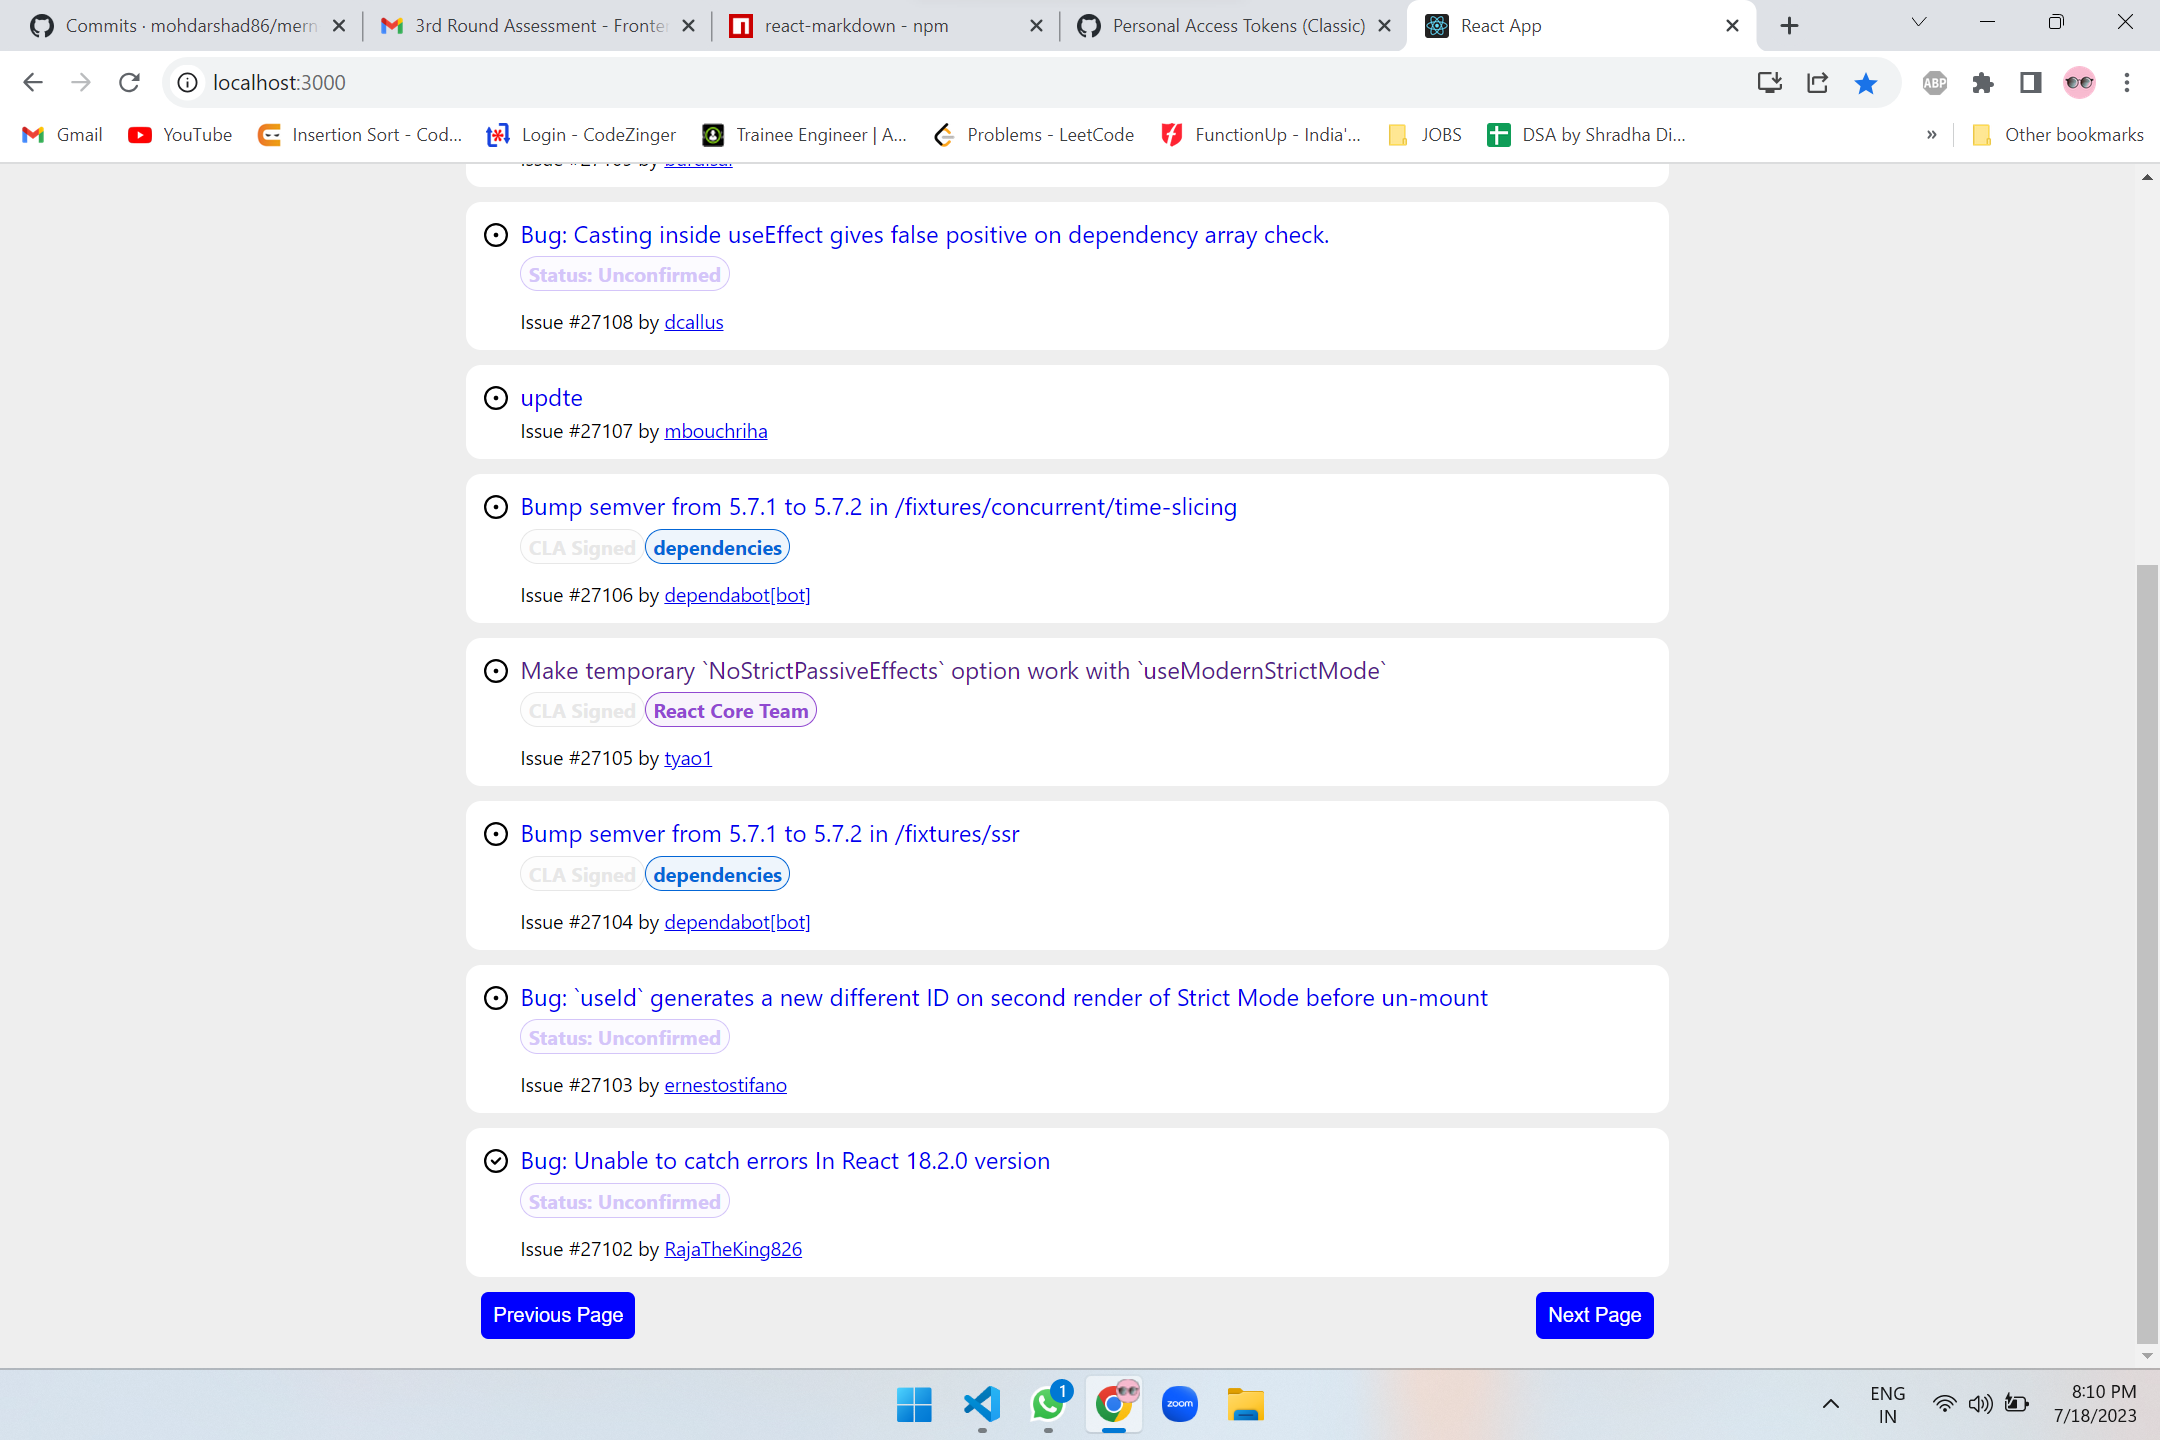 Commits · mohdarshad86/mern
3rd Round Assessment - Fronte
react-markdown - npm
Personal Access Tokens (Classic)
React App
localhost:3000
ABP
Gmail
YouTube
Insertion Sort - Cod...
Login - CodeZinger
Trainee Engineer | A...
Problems - LeetCode
FunctionUp - India'...
JOBS
DSA by Shradha Di...
»
Other bookmarks
Bug: Casting inside useEffect gives false positive on dependency array check.
Status: Unconfirmed
Issue #27108 by dcallus
updte
Issue #27107 by mbouchriha
Bump semver from 5.7.1 to 5.7.2 in /fixtures/concurrent/time-slicing
CLA Signed dependencies
Issue #27106 by dependabot[bot]
Make temporary `NoStrictPassiveEffects` option work with `useModernStrictMode`
CLA Signed React Core Team
Issue #27105 by tyao1
Bump semver from 5.7.1 to 5.7.2 in /fixtures/ssr
CLA Signed dependencies
Issue #27104 by dependabot[bot]
Bug: `useId` generates a new different ID on second render of Strict Mode before un-mount
Status: Unconfirmed
Issue #27103 by ernestostifano
Bug: Unable to catch errors In React 18.2.0 version
Status: Unconfirmed
Issue #27102 by RajaTheKing826
Previous Page
Next Page
1
zoom
ENG
IN
8:10 PM
7/18/2023